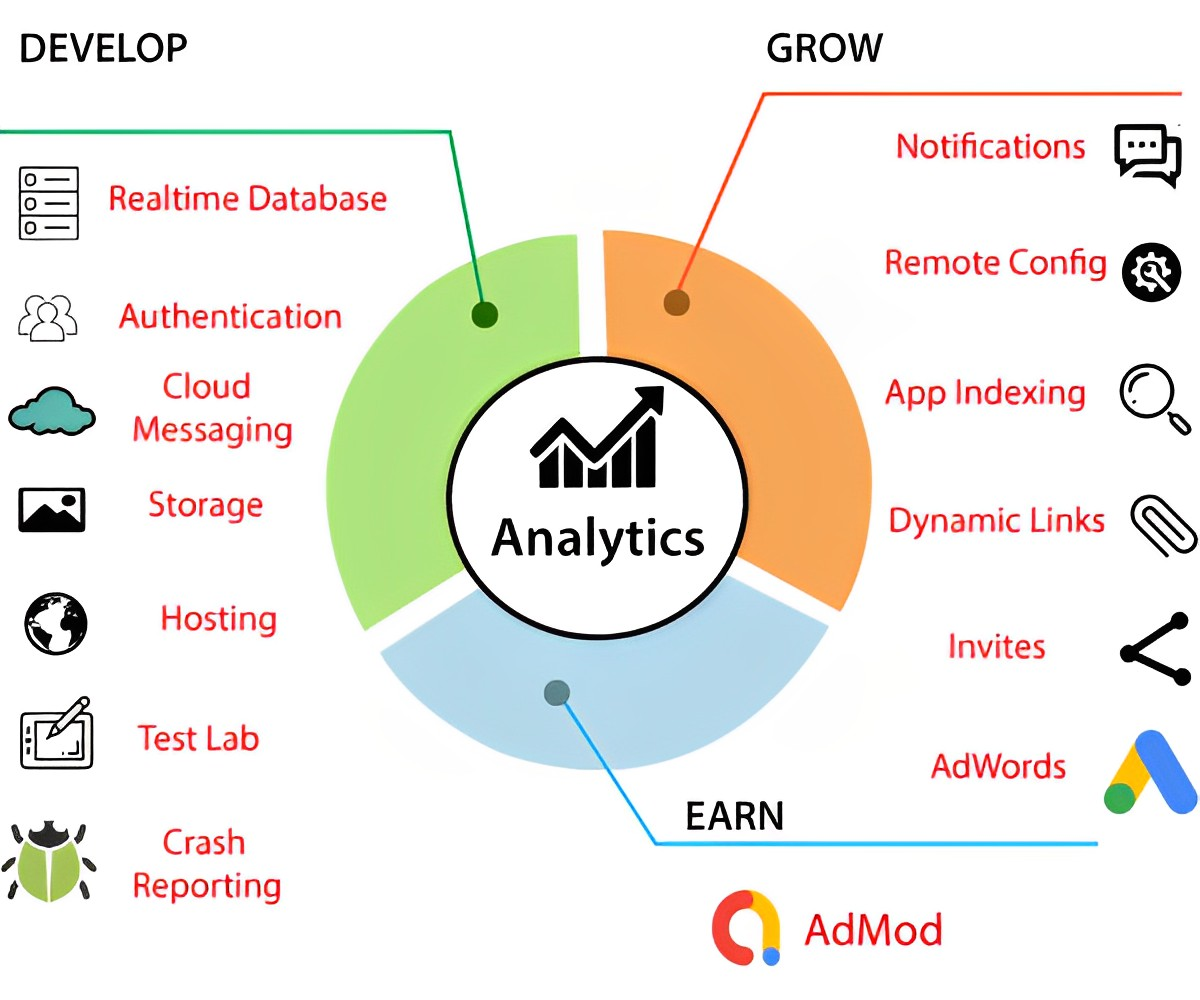 DEVELOP
Realtime Database
Authentication
Cloud
Messaging
Storage
Hosting
Test Lab
Crash
Reporting
GROW
Notifications
Remote Config
App Indexing
Dynamic Links
Invites
AdWords
Analytics
EARN
AdMod